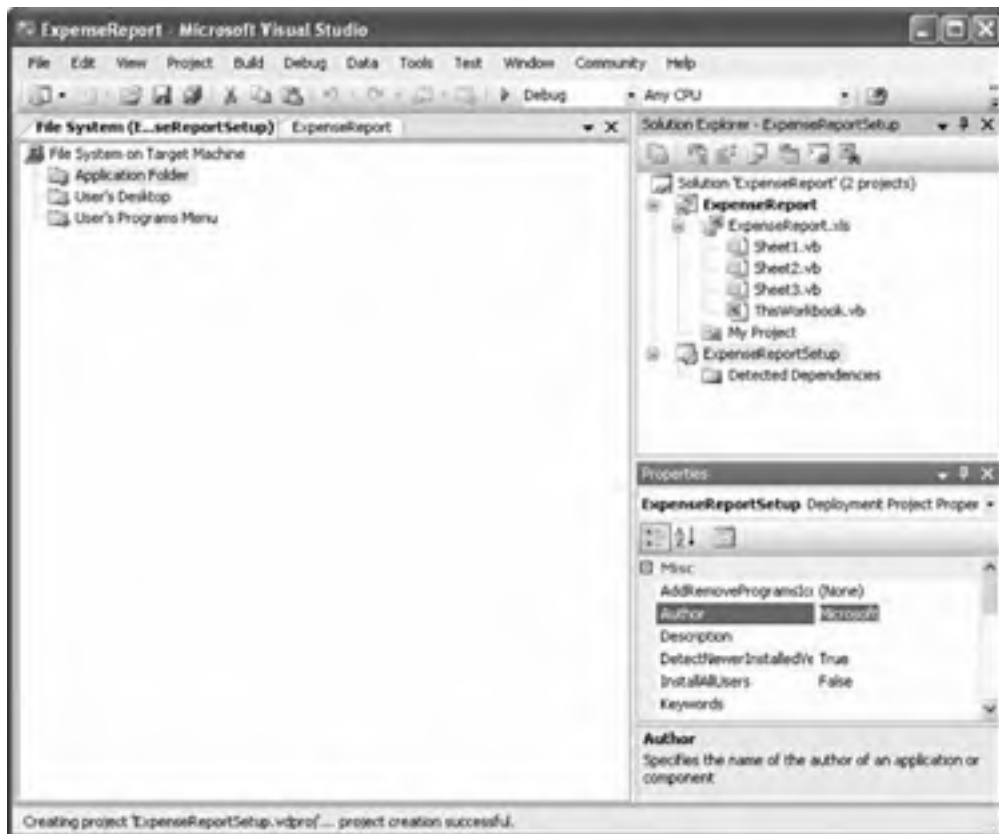 ExpenseReport - Microsoft Visual Studio
File Edit View Project Build Debug Data Tools Test Window Community Help
Debug Any CPU
File System (E...seReportSetup) ExpenseReport
File System on Target Machine
Application Folder
User's Desktop
User's Programs Menu
Solution Explorer - ExpenseReportSetup
Solution 'ExpenseReport' (2 projects)
ExpenseReport
ExpenseReport.xls
Sheet1.vb
Sheet2.vb
Sheet3.vb
ThisWorkbook.vb
My Project
ExpenseReportSetup
Detected Dependencies
Properties
ExpenseReportSetup Deployment Project Proper
Misc
AddRemoveProgramsIco (None)
Author Microsoft
Description
DetectNewerInstalledVe True
InstallAllUsers False
Keywords
Author
Specifies the name of the author of an application or
component
Creating project 'ExpenseReportSetup.vdproj'... project creation successful.